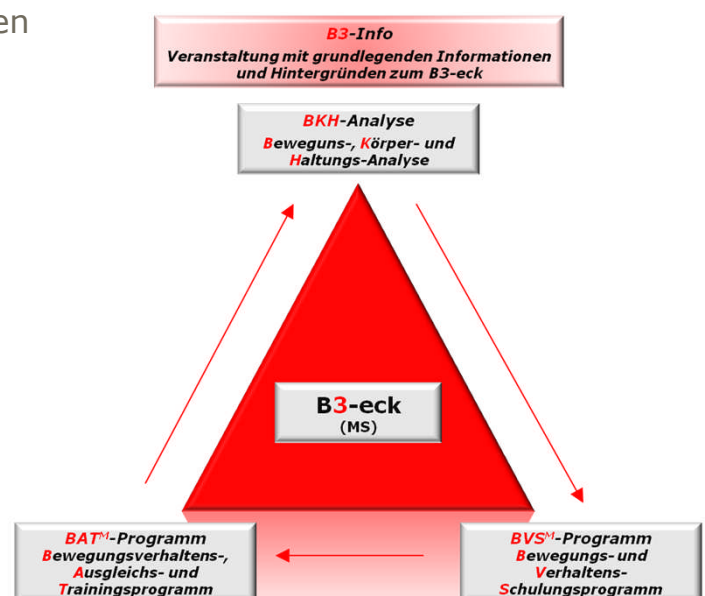 en
B3-Info
Veranstaltung mit grundlegenden Informationen
und Hintergründen zum B3-eck
BKH-Analyse
Beweguns-, Körper- und
Haltungs-Analyse
B3-eck
(MS)
BATᴹ-Programm
Bewegungsverhaltens-,
Ausgleichs- und
Trainingsprogramm
BVSᴹ-Programm
Bewegungs- und
Verhaltens-
Schulungsprogramm